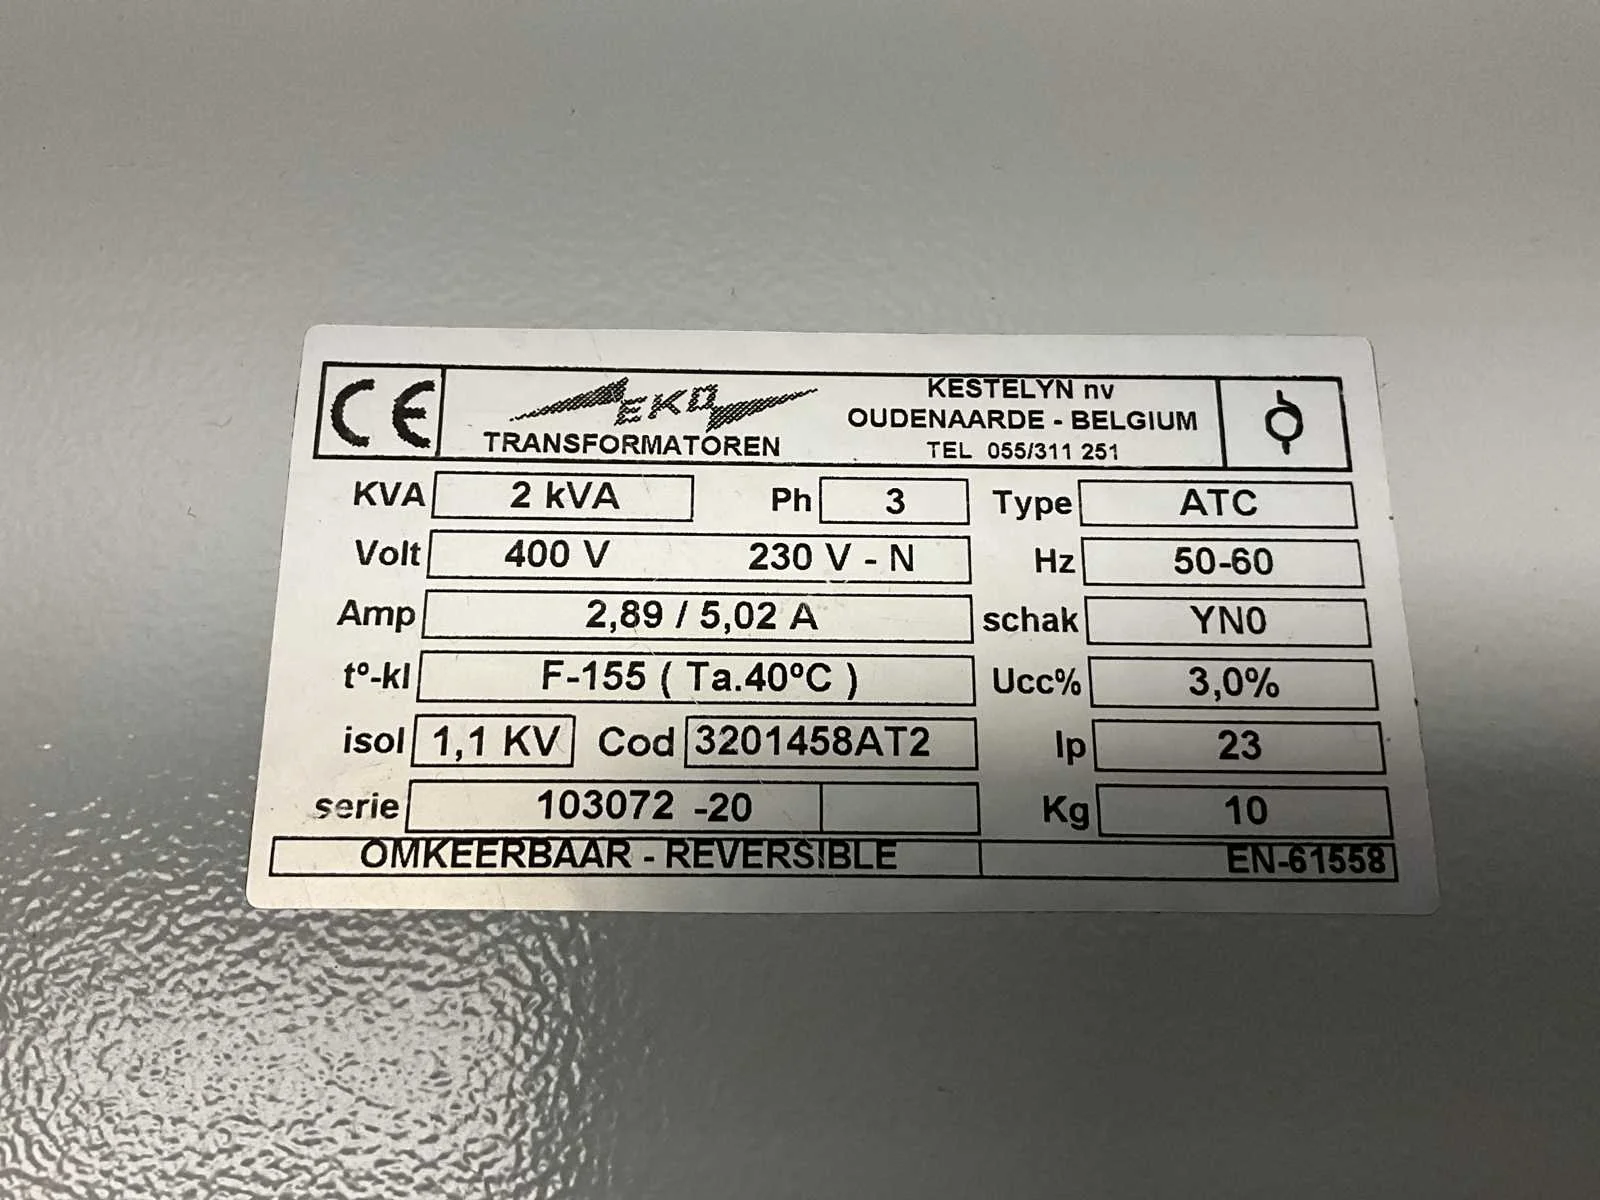 CE EKO TRANSFORMATOREN
KESTELYN nv
OUDENAARDE - BELGIUM
TEL 055/311 251
KVA 2 kVA Ph 3 Type ATC
Volt 400 V 230 V - N Hz 50-60
Amp 2,89 / 5,02 A schak YN0
t°-kl F-155 ( Ta.40ºC ) Ucc% 3,0%
isol 1,1 KV Cod 3201458AT2 Ip 23
serie 103072 -20 Kg 10
OMKEERBAAR - REVERSIBLE EN-61558